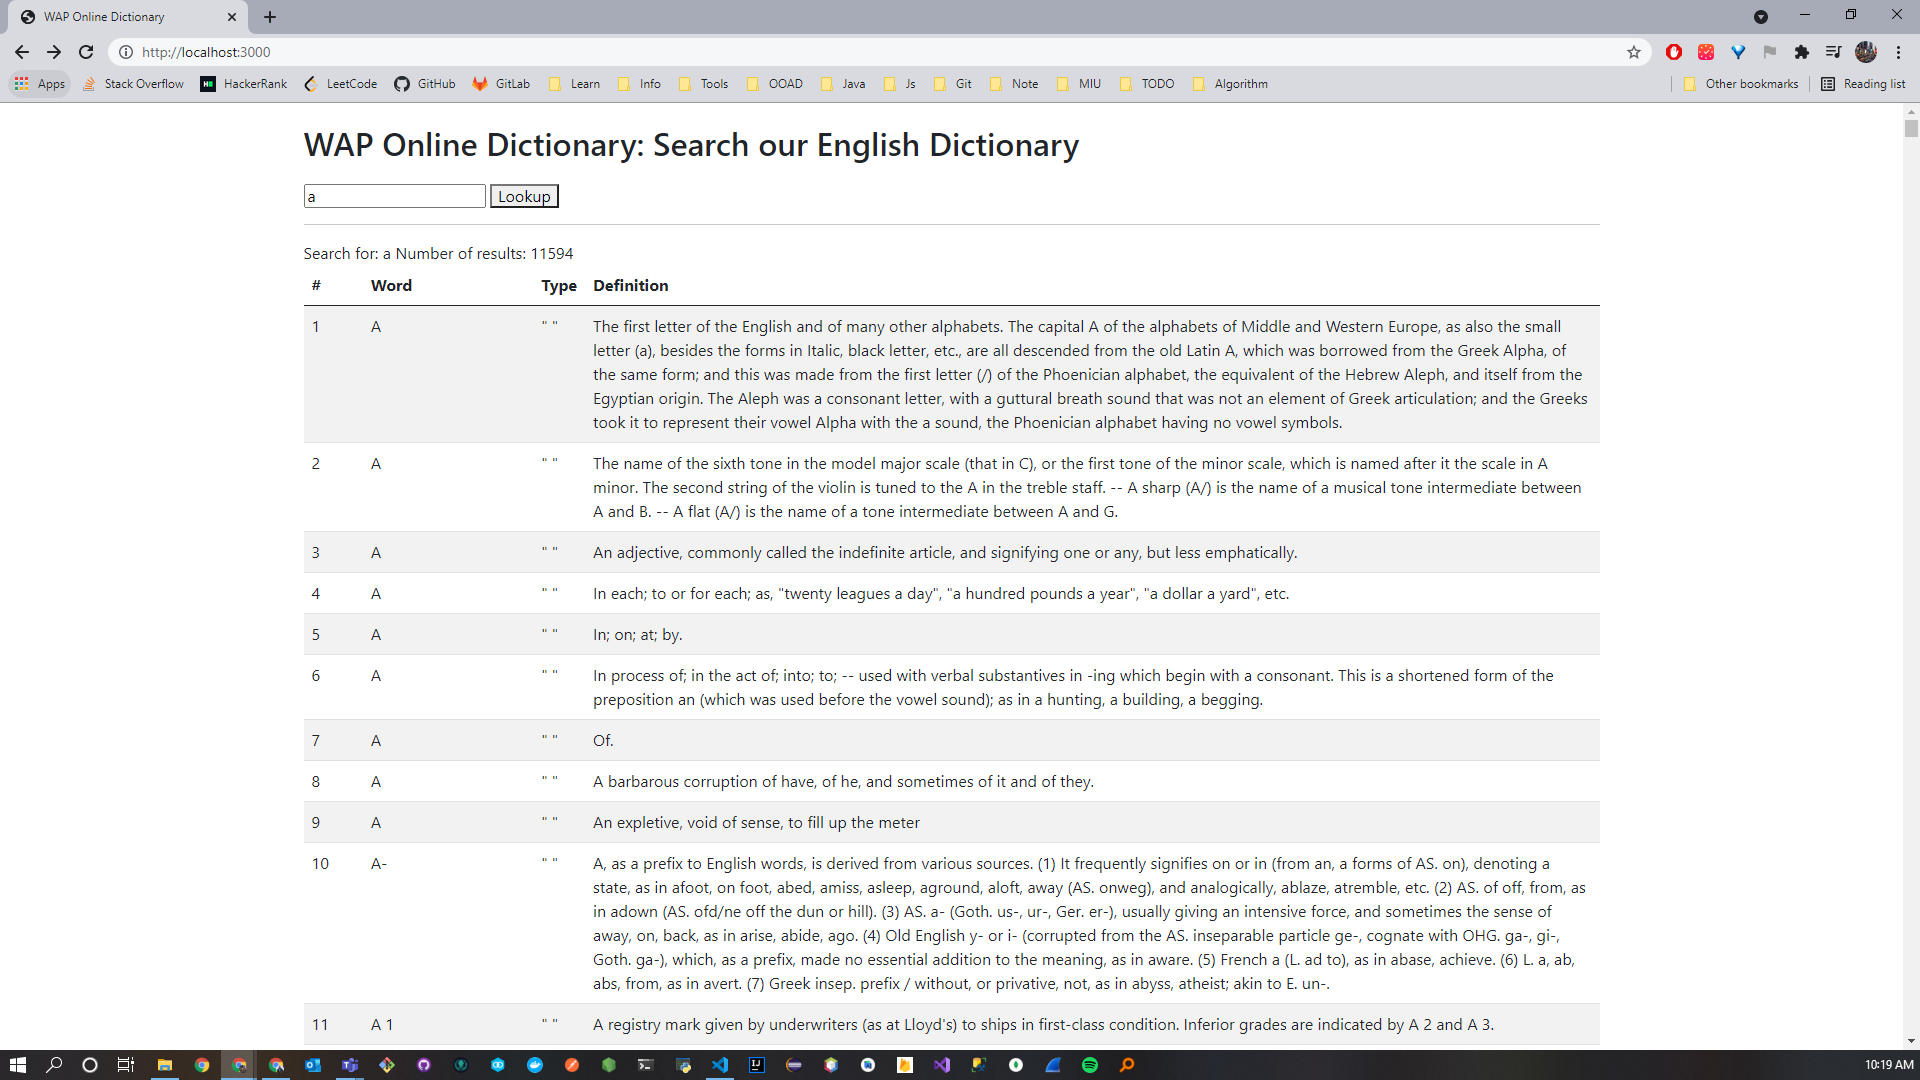 WAP Online Dictionary
http://localhost:3000
Apps Stack Overflow HackerRank LeetCode GitHub GitLab Learn Info Tools OOAD Java Js Git Note MIU TODO Algorithm Other bookmarks Reading list
WAP Online Dictionary: Search our English Dictionary
a Lookup
Search for: a Number of results: 11594
# Word Type Definition
1 A " " The first letter of the English and of many other alphabets. The capital A of the alphabets of Middle and Western Europe, as also the small
letter (a), besides the forms in Italic, black letter, etc., are all descended from the old Latin A, which was borrowed from the Greek Alpha, of
the same form; and this was made from the first letter (/) of the Phoenician alphabet, the equivalent of the Hebrew Aleph, and itself from the
Egyptian origin. The Aleph was a consonant letter, with a guttural breath sound that was not an element of Greek articulation; and the Greeks
took it to represent their vowel Alpha with the a sound, the Phoenician alphabet having no vowel symbols.
2 A " " The name of the sixth tone in the model major scale (that in C), or the first tone of the minor scale, which is named after it the scale in A
minor. The second string of the violin is tuned to the A in the treble staff. -- A sharp (A/) is the name of a musical tone intermediate between
A and B. -- A flat (A/) is the name of a tone intermediate between A and G.
3 A " " An adjective, commonly called the indefinite article, and signifying one or any, but less emphatically.
4 A " " In each; to or for each; as, "twenty leagues a day", "a hundred pounds a year", "a dollar a yard", etc.
5 A " " In; on; at; by.
6 A " " In process of; in the act of; into; to; -- used with verbal substantives in -ing which begin with a consonant. This is a shortened form of the
preposition an (which was used before the vowel sound); as in a hunting, a building, a begging.
7 A " " Of.
8 A " " A barbarous corruption of have, of he, and sometimes of it and of they.
9 A " " An expletive, void of sense, to fill up the meter
10 A- " " A, as a prefix to English words, is derived from various sources. (1) It frequently signifies on or in (from an, a forms of AS. on), denoting a
state, as in afoot, on foot, abed, amiss, asleep, aground, aloft, away (AS. onweg), and analogically, ablaze, atremble, etc. (2) AS. of off, from, as
in adown (AS. ofd/ne off the dun or hill). (3) AS. a- (Goth. us-, ur-, Ger. er-), usually giving an intensive force, and sometimes the sense of
away, on, back, as in arise, abide, ago. (4) Old English y- or i- (corrupted from the AS. inseparable particle ge-, cognate with OHG. ga-, gi-,
Goth. ga-), which, as a prefix, made no essential addition to the meaning, as in aware. (5) French a (L. ad to), as in abase, achieve. (6) L. a, ab,
abs, from, as in avert. (7) Greek insep. prefix / without, or privative, not, as in abyss, atheist; akin to E. un-.
11 A 1 " " A registry mark given by underwriters (as at Lloyd's) to ships in first-class condition. Inferior grades are indicated by A 2 and A 3.
10:19 AM